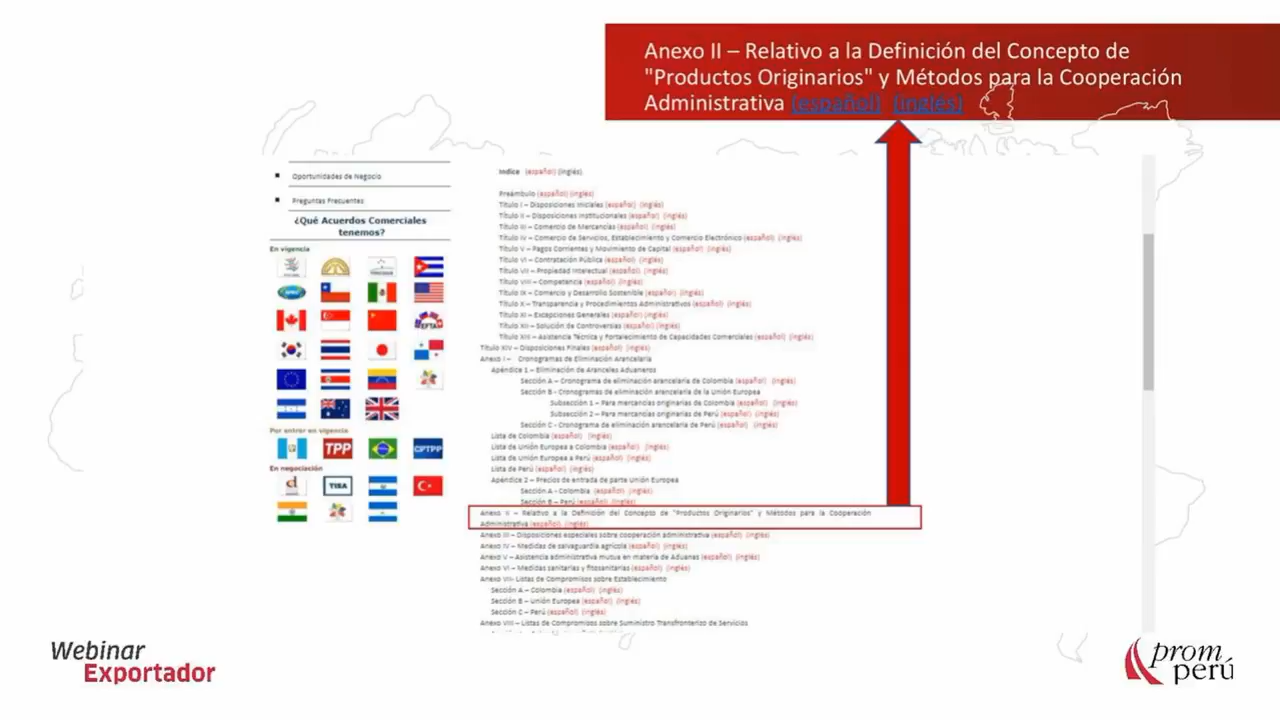 Anexo II – Relativo a la Definición del Concepto de
"Productos Originarios" y Métodos para la Cooperación
Administrativa (español) (inglés)
Oportunidades de Negocio
Preguntas Frecuentes
¿Qué Acuerdos Comerciales
tenemos?
En vigencia
EFTA
Por entrar en vigencia
TPP
CPTPP
En negociación
TISA
Indice (español) (inglés)
Preámbulo (español) (inglés)
Título I – Disposiciones Iniciales (español) (inglés)
Título II – Disposiciones Institucionales (español) (inglés)
Título III – Comercio de Mercancías (español) (inglés)
Título IV – Comercio de Servicios, Establecimiento y Comercio Electrónico (español) (inglés)
Título V – Pagos Corrientes y Movimiento de Capital (español) (inglés)
Título VI – Contratación Pública (español) (inglés)
Título VII – Propiedad Intelectual (español) (inglés)
Título VIII – Competencia (español) (inglés)
Título IX – Comercio y Desarrollo Sostenible (español) (inglés)
Título X – Transparencia y Procedimientos Administrativos (español) (inglés)
Título XI – Excepciones Generales (español) (inglés)
Título XII – Solución de Controversias (español) (inglés)
Título XIII – Asistencia Técnica y Fortalecimiento de Capacidades Comerciales (español) (inglés)
Título XIV – Disposiciones Finales (español) (inglés)
Anexo I – Cronogramas de Eliminación Arancelaria
Apéndice 1 – Eliminación de Aranceles Aduaneros
Sección A – Cronograma de eliminación arancelaria de Colombia (español) (inglés)
Sección B - Cronogramas de eliminación arancelaria de la Unión Europea
Subsección 1 – Para mercancías originarias de Colombia (español) (inglés)
Subsección 2 – Para mercancías originarias de Perú (español) (inglés)
Sección C - Cronograma de eliminación arancelaria de Perú (español) (inglés)
Lista de Colombia (español) (inglés)
Lista de Unión Europea a Colombia (español) (inglés)
Lista de Unión Europea a Perú (español) (inglés)
Lista de Perú (español) (inglés)
Apéndice 2 – Precios de entrada de parte Unión Europea
Sección A - Colombia (español) (inglés)
Sección B – Perú (español) (inglés)
Anexo II – Relativo a la Definición del Concepto de "Productos Originarios" y Métodos para la Cooperación
Administrativa (español) (inglés)
Anexo III – Disposiciones especiales sobre cooperación administrativa (español) (inglés)
Anexo IV – Medidas de salvaguardia agrícola (español) (inglés)
Anexo V – Asistencia administrativa mutua en materia de Aduanas (español) (inglés)
Anexo VI – Medidas sanitarias y fitosanitarias (español) (inglés)
Anexo VII- Listas de Compromisos sobre Establecimiento
Sección A – Colombia (español) (inglés)
Sección B – Unión Europea (español) (inglés)
Sección C – Perú (español) (inglés)
Anexo VIII – Listas de Compromisos sobre Suministro Transfronterizo de Servicios
Webinar
Exportador
prom
perú